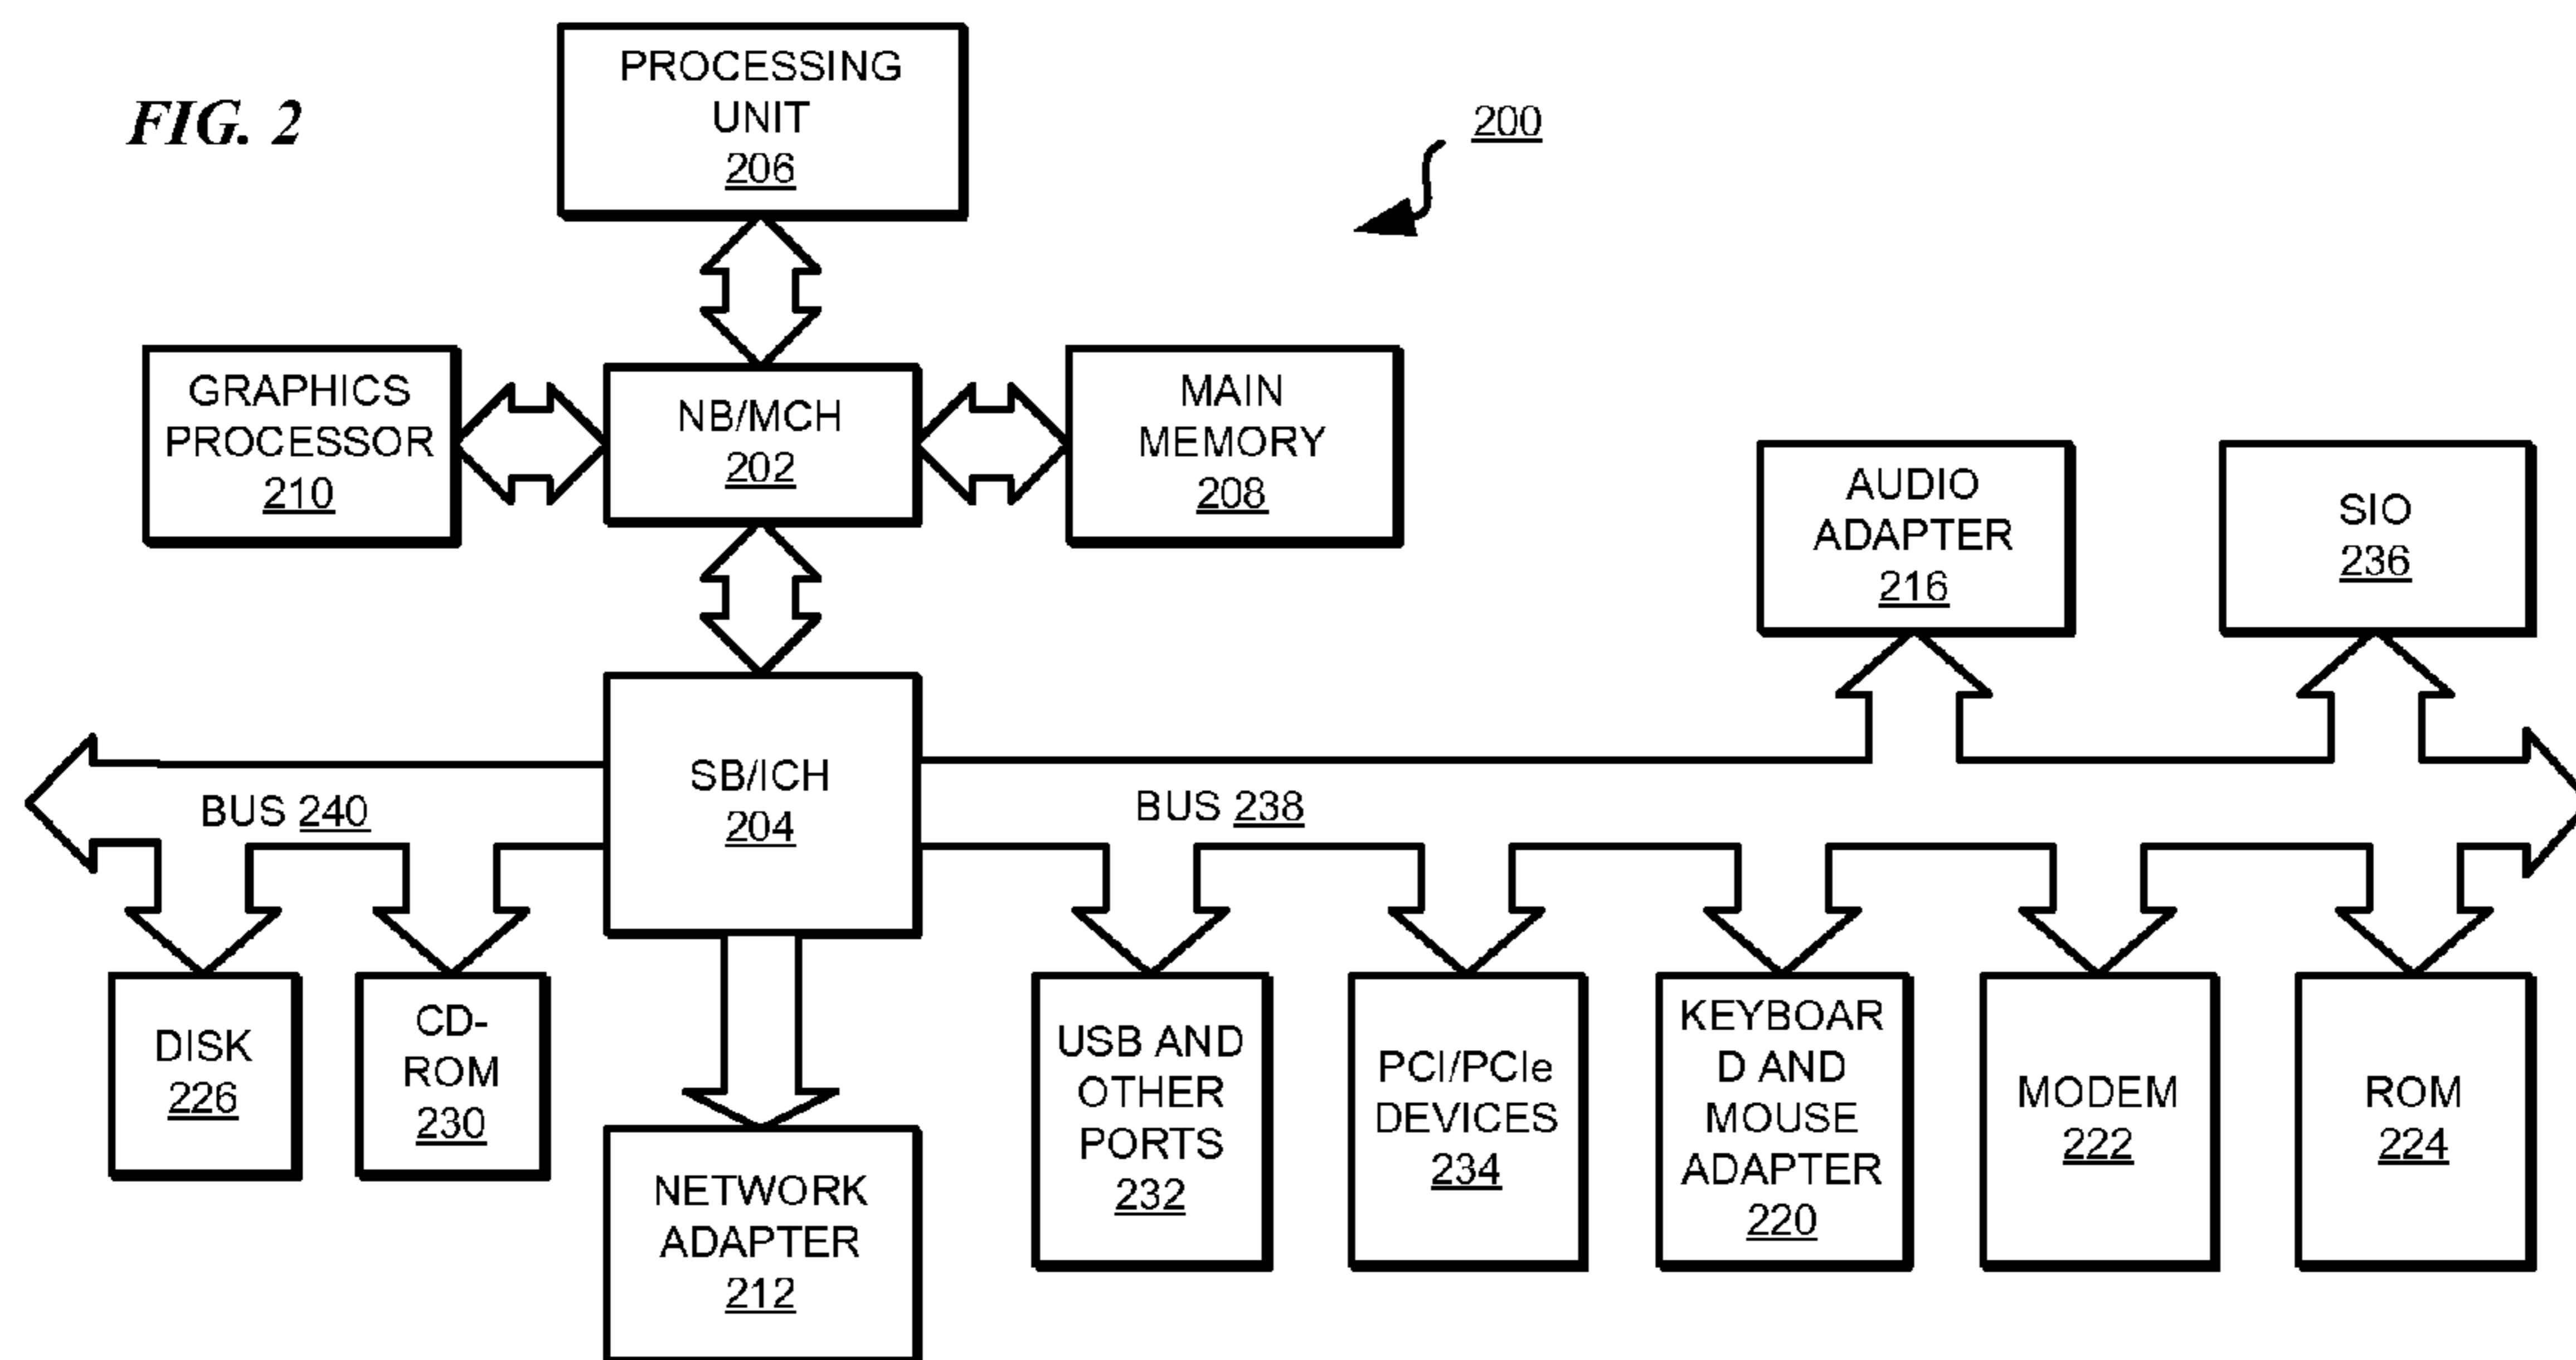 FIG. 2
PROCESSING
UNIT
206
200
GRAPHICS
PROCESSOR
210
NB/MCH
202
MAIN
MEMORY
208
AUDIO
ADAPTER
216
SIO
236
SB/ICH
204
BUS 240
BUS 238
DISK
226
CD-
ROM
230
NETWORK
ADAPTER
212
USB AND
OTHER
PORTS
232
PCI/PCIe
DEVICES
234
KEYBOAR
D AND
MOUSE
ADAPTER
220
MODEM
222
ROM
224